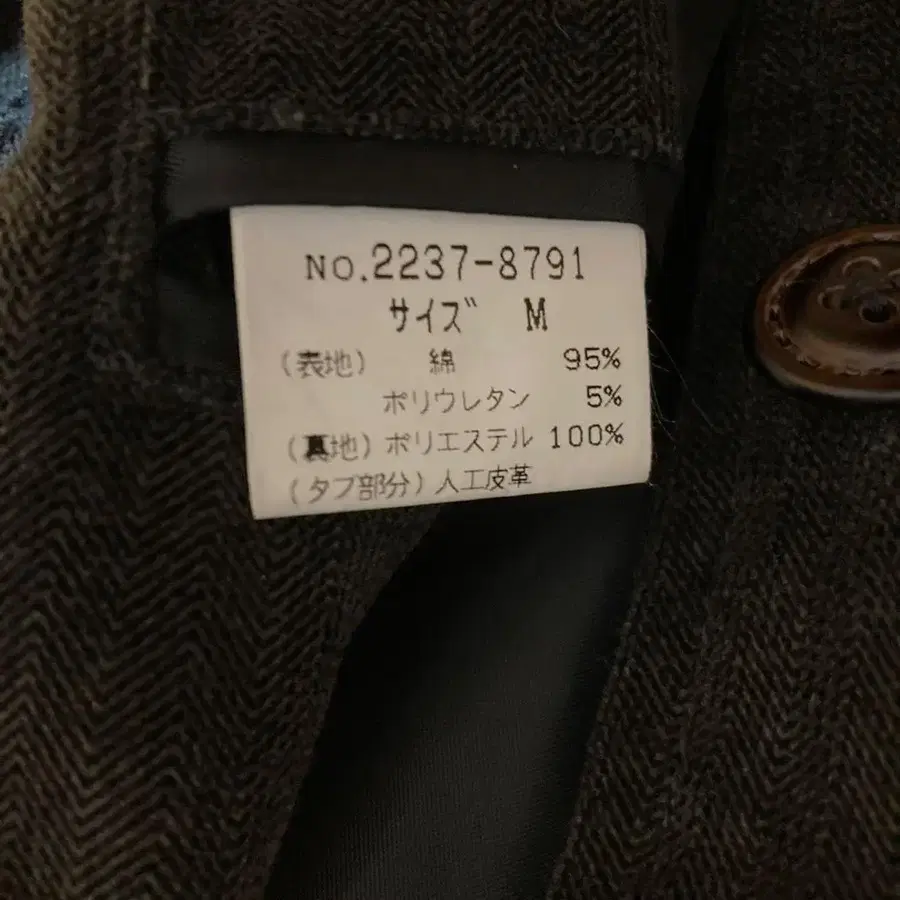 NO.2237-8791
サイズ M
(表地) 綿 95%
ポリウレタン 5%
(裏地) ポリエステル 100%
(タブ部分) 人工皮革